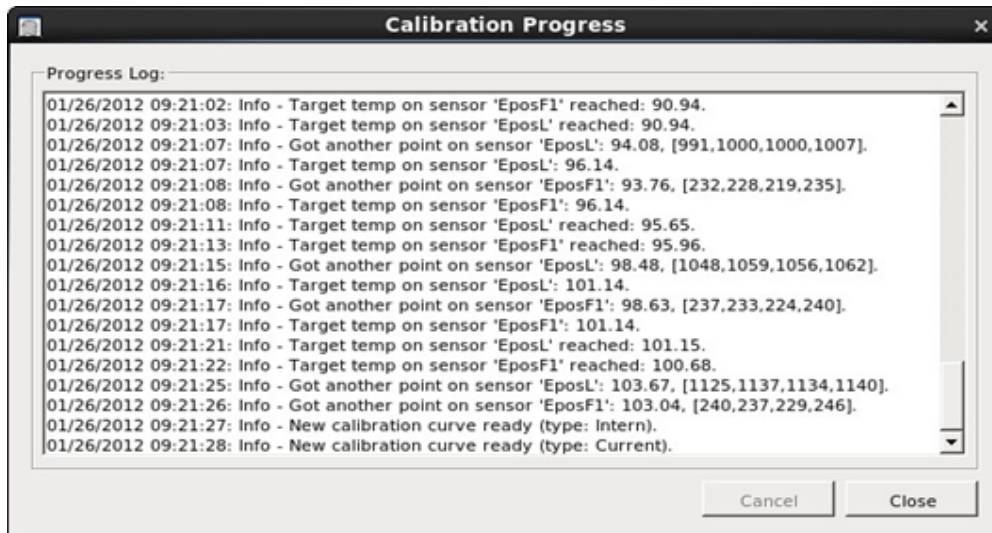 Calibration Progress
Progress Log:
01/26/2012 09:21:02: Info - Target temp on sensor 'EposF1' reached: 90.94.
01/26/2012 09:21:03: Info - Target temp on sensor 'EposL' reached: 90.94.
01/26/2012 09:21:07: Info - Got another point on sensor 'EposL': 94.08, [991,1000,1000,1007].
01/26/2012 09:21:07: Info - Target temp on sensor 'EposL': 96.14.
01/26/2012 09:21:08: Info - Got another point on sensor 'EposF1': 93.76, [232,228,219,235].
01/26/2012 09:21:08: Info - Target temp on sensor 'EposF1': 96.14.
01/26/2012 09:21:11: Info - Target temp on sensor 'EposL' reached: 95.65.
01/26/2012 09:21:13: Info - Target temp on sensor 'EposF1' reached: 95.96.
01/26/2012 09:21:15: Info - Got another point on sensor 'EposL': 98.48, [1048,1059,1056,1062].
01/26/2012 09:21:16: Info - Target temp on sensor 'EposL': 101.14.
01/26/2012 09:21:17: Info - Got another point on sensor 'EposF1': 98.63, [237,233,224,240].
01/26/2012 09:21:17: Info - Target temp on sensor 'EposF1': 101.14.
01/26/2012 09:21:21: Info - Target temp on sensor 'EposL' reached: 101.15.
01/26/2012 09:21:22: Info - Target temp on sensor 'EposF1' reached: 100.68.
01/26/2012 09:21:25: Info - Got another point on sensor 'EposL': 103.67, [1125,1137,1134,1140].
01/26/2012 09:21:26: Info - Got another point on sensor 'EposF1': 103.04, [240,237,229,246].
01/26/2012 09:21:27: Info - New calibration curve ready (type: Intern).
01/26/2012 09:21:28: Info - New calibration curve ready (type: Current).
Cancel Close